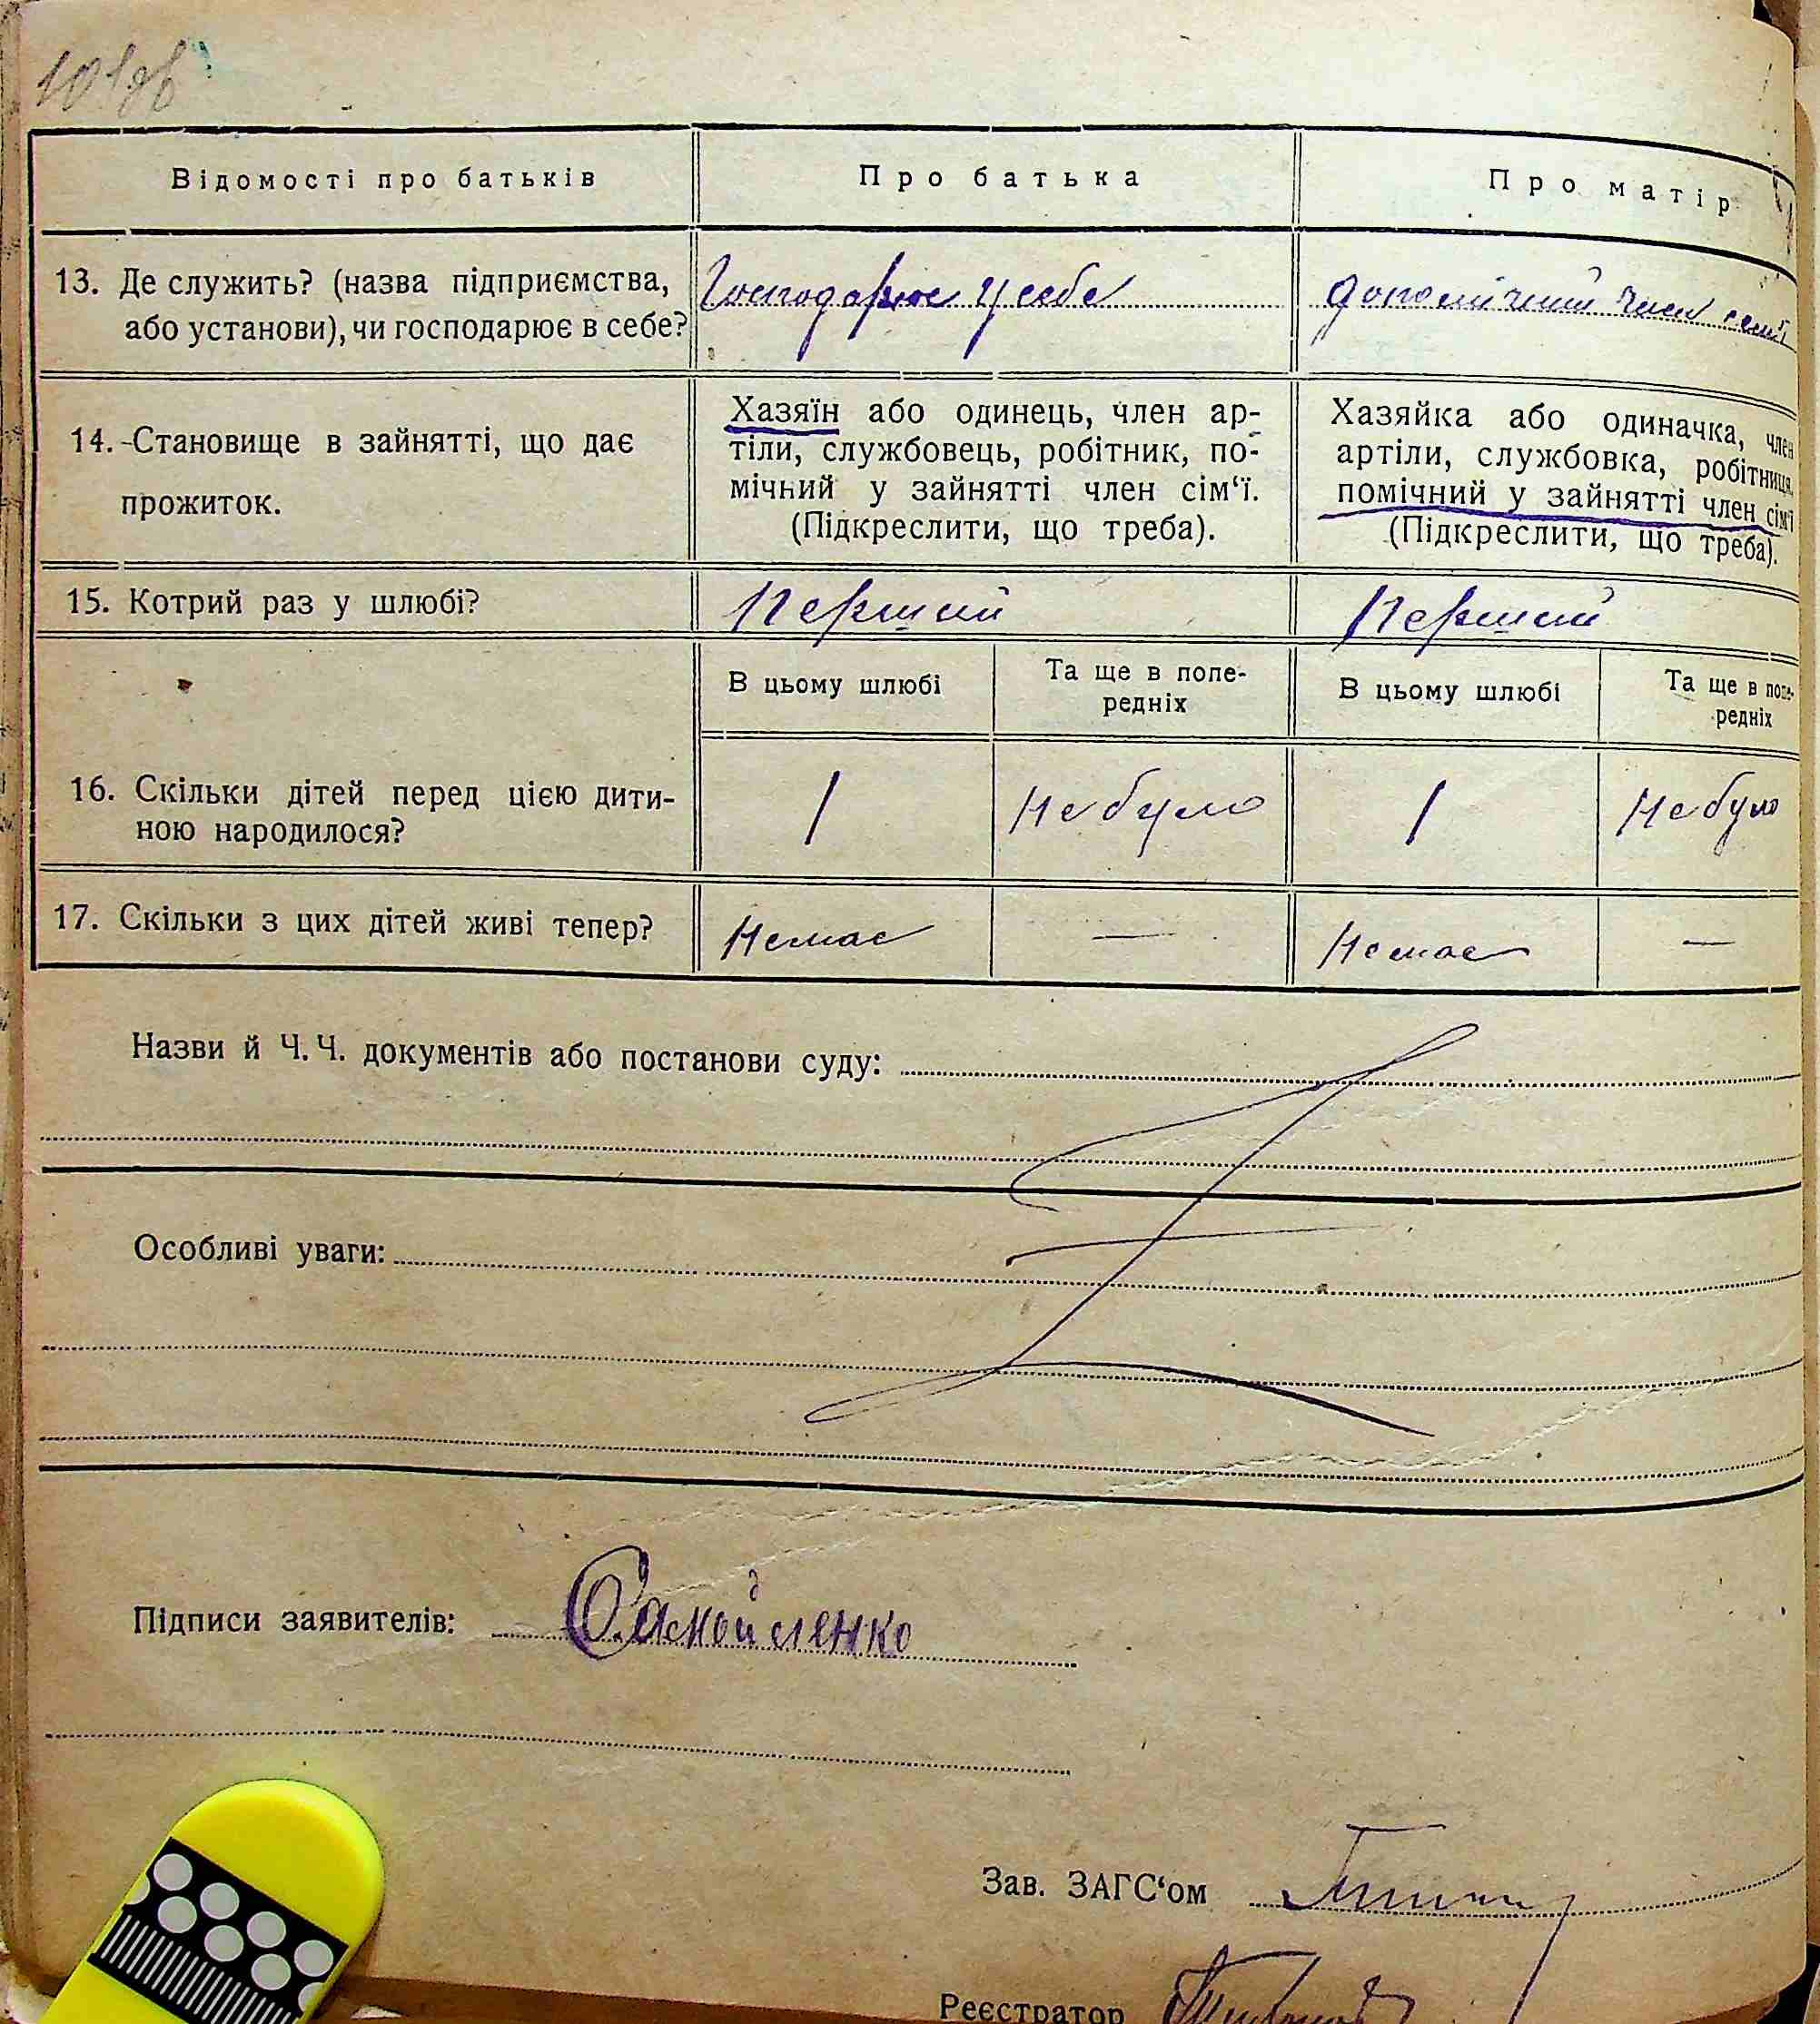 Відомості про батьків
Про батька
Про матір
13. Де служить? (назва підприємства,
або установи), чи господарює в себе?
Господарює у себе
допомічний член семї
14. Становище в зайнятті, що дає
прожиток.
Хазяїн або одинець, член ар-
тіли, службовець, робітник, по-
мічний у зайнятті член сім‘ї.
(Підкреслити, що треба).
Хазяйка або одиначка, член
артіли, службовка, робітниця,
помічний у зайнятті член сім‘ї
(Підкреслити, що треба).
15. Котрий раз у шлюбі?
Перший
Перший
В цьому шлюбі
Та ще в попе-
редніх
В цьому шлюбі
Та ще в попе-
редніх
16. Скільки дітей перед цією дити-
ною народилося?
1
Не було
1
Не було
17. Скільки з цих дітей живі тепер?
Немає
—
Немає
—
Назви й Ч. Ч. документів або постанови суду:
Особливі уваги:
Підписи заявителів: Самойленко
Зав. ЗАГС‘ом
Реєстратор